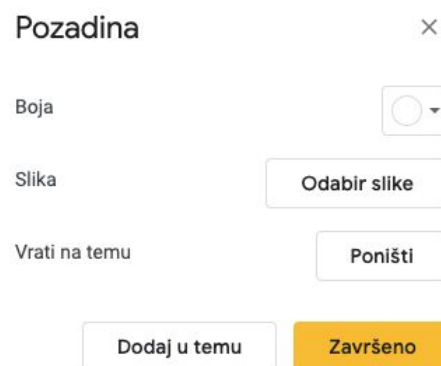 Pozadina
Boja
Slika
Odabir slike
Vrati na temu
Poništi
Dodaj u temu
Završeno